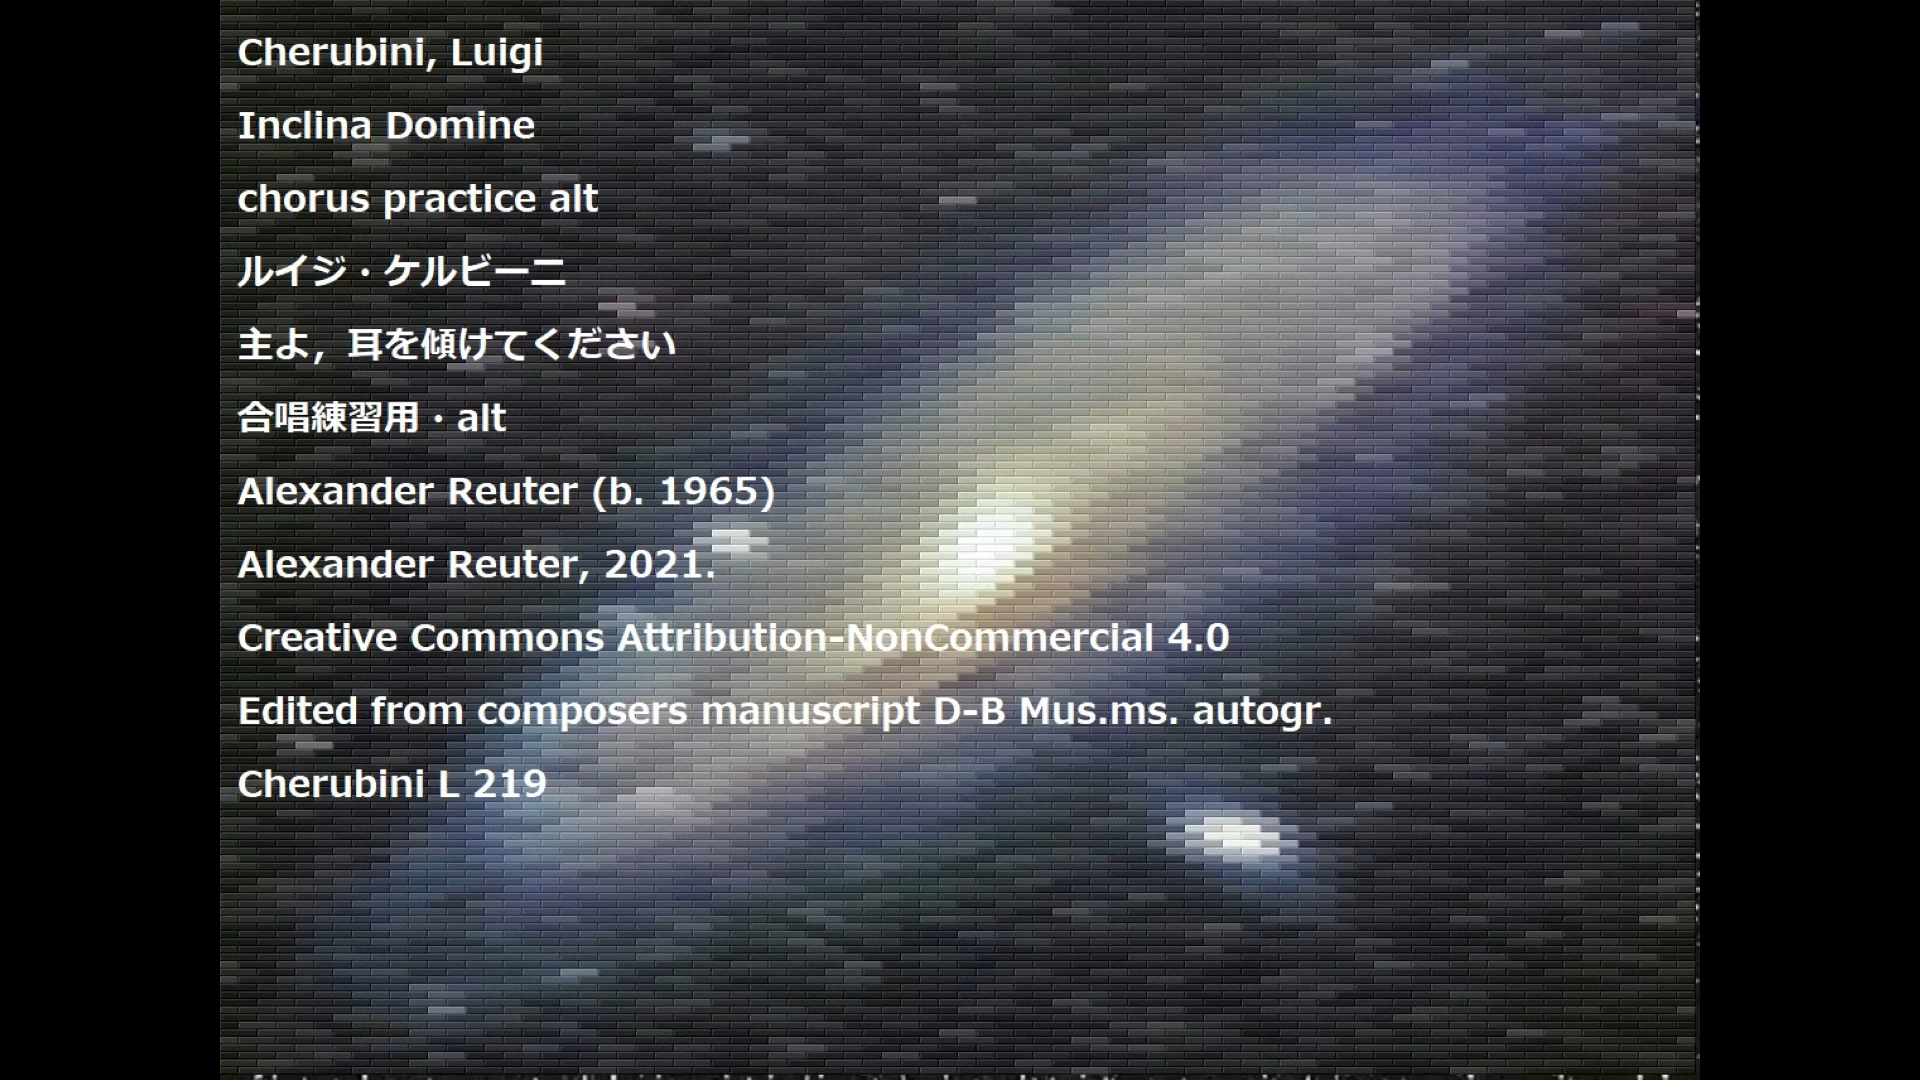 Cherubini, Luigi
Inclina Domine
chorus practice alt
ルイジ・ケルビーニ
主よ，耳を傾けてください
合唱練習用・alt
Alexander Reuter (b. 1965)
Alexander Reuter, 2021.
Creative Commons Attribution-NonCommercial 4.0
Edited from composers manuscript D-B Mus.ms. autogr.
Cherubini L 219